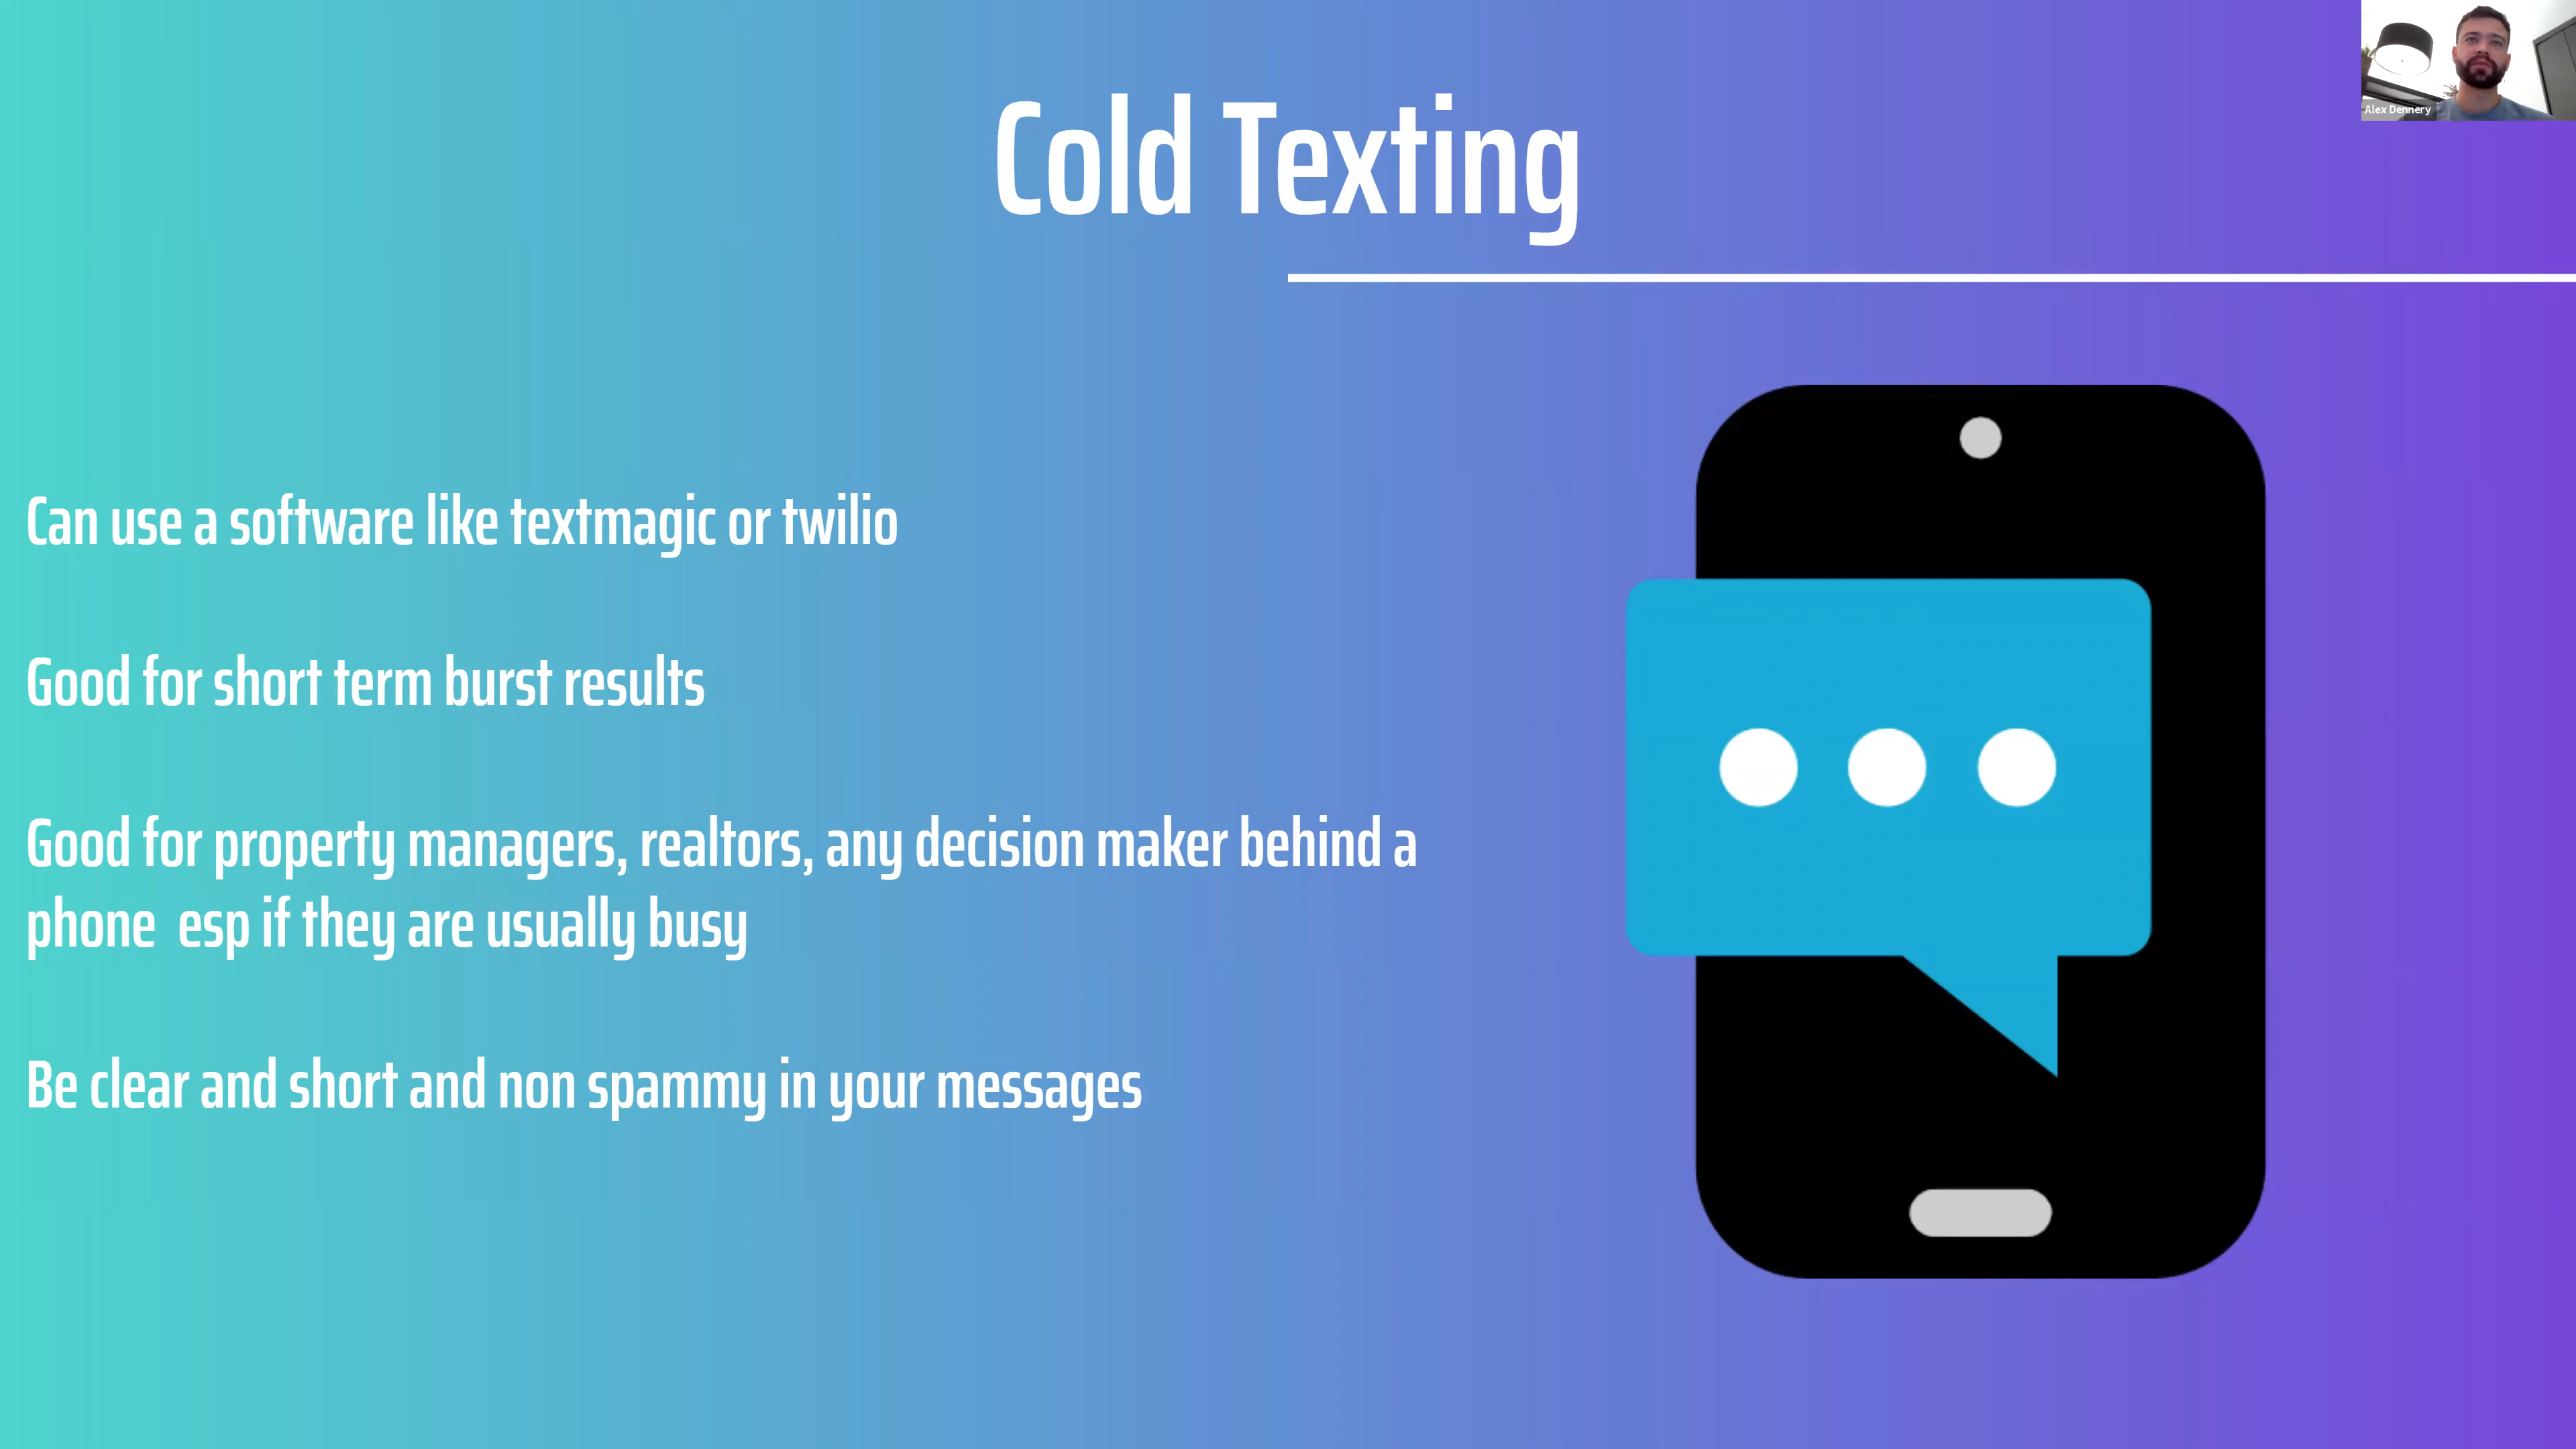 Alex Dennery
Cold Texting
Can use a software like textmagic or twilio
Good for short term burst results
Good for property managers, realtors, any decision maker behind a
phone  esp if they are usually busy
Be clear and short and non spammy in your messages